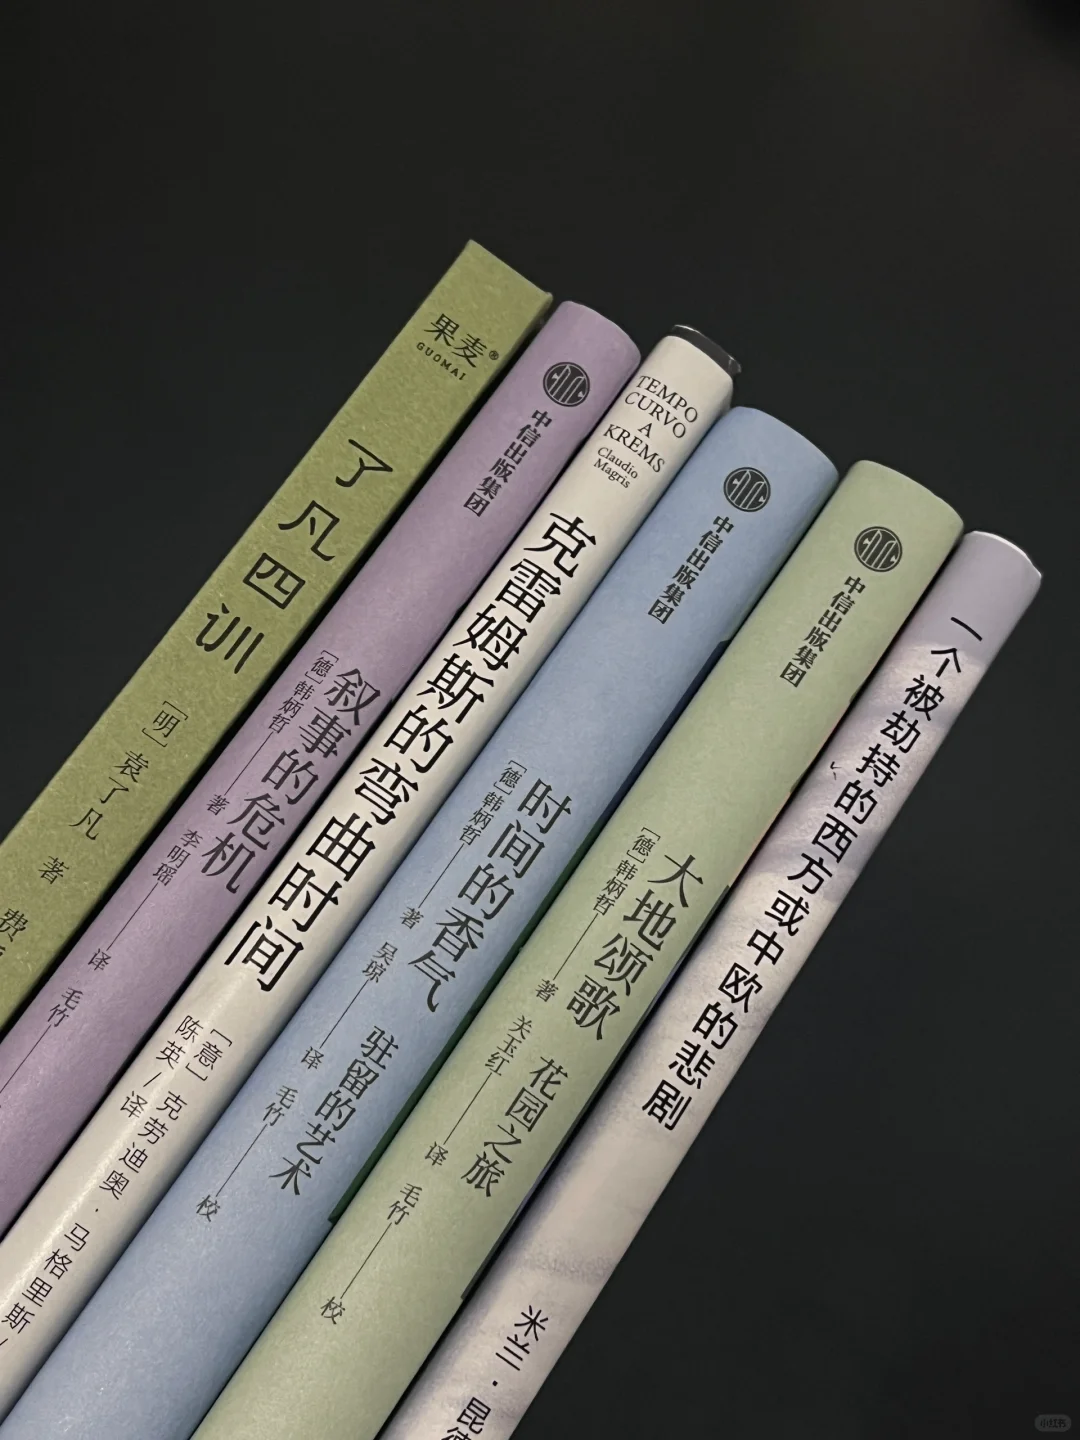 果麦®
GUOMAI
了凡四训
[明] 袁了凡 著
费
中信出版集团
叙事的危机
[德]韩炳哲——著
李明瑶——译
毛竹——
TEMPO
CURVO
A
KREMS
Claudio
Magris
克雷姆斯的弯曲时间
[意] 克劳迪奥·马格里斯/
陈英/译
中信出版集团
时间的香气
驻留的艺术
[德]韩炳哲——著
吴琼——译
毛竹——校
中信出版集团
大地颂歌
花园之旅
[德]韩炳哲——著
关玉红——译
毛竹——校
一个被劫持的西方或中欧的悲剧
米兰·昆
小红书